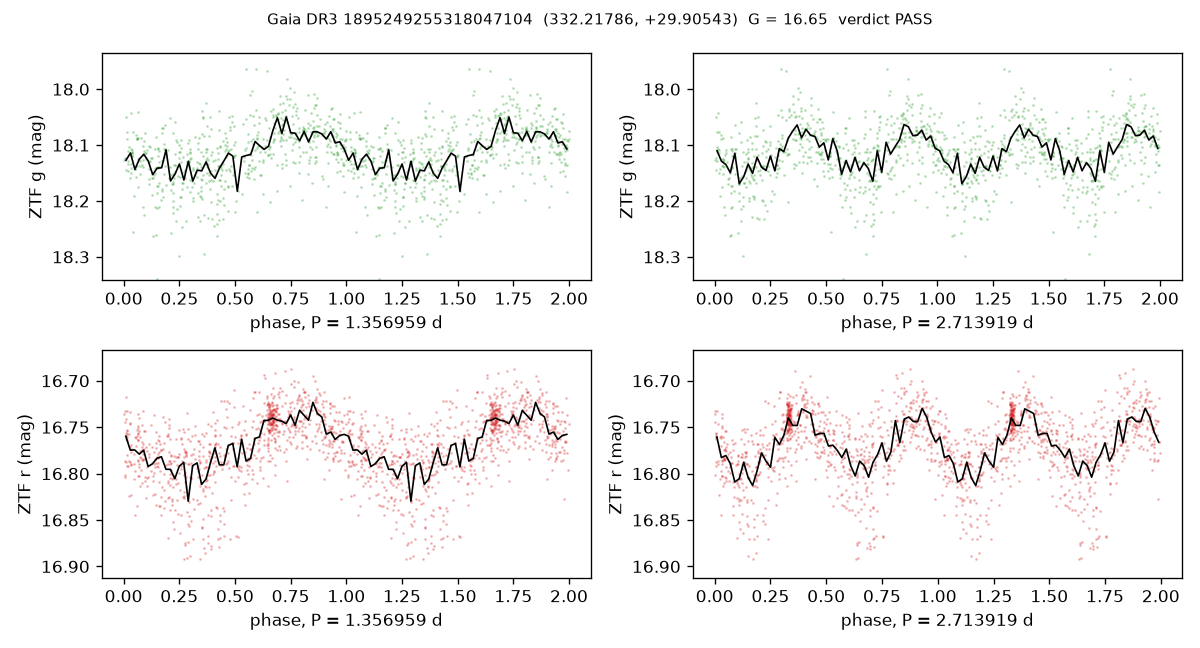 Gaia DR3 1895249255318047104 (332.21786, +29.90543) G = 16.65 verdict PASS
ZTF g (mag)
18.0
18.1
18.2
18.3
0.00 0.25 0.50 0.75 1.00 1.25 1.50 1.75 2.00
phase, P = 1.356959 d
ZTF g (mag)
18.0
18.1
18.2
18.3
0.00 0.25 0.50 0.75 1.00 1.25 1.50 1.75 2.00
phase, P = 2.713919 d
ZTF r (mag)
16.70
16.75
16.80
16.85
16.90
0.00 0.25 0.50 0.75 1.00 1.25 1.50 1.75 2.00
phase, P = 1.356959 d
ZTF r (mag)
16.70
16.75
16.80
16.85
16.90
0.00 0.25 0.50 0.75 1.00 1.25 1.50 1.75 2.00
phase, P = 2.713919 d